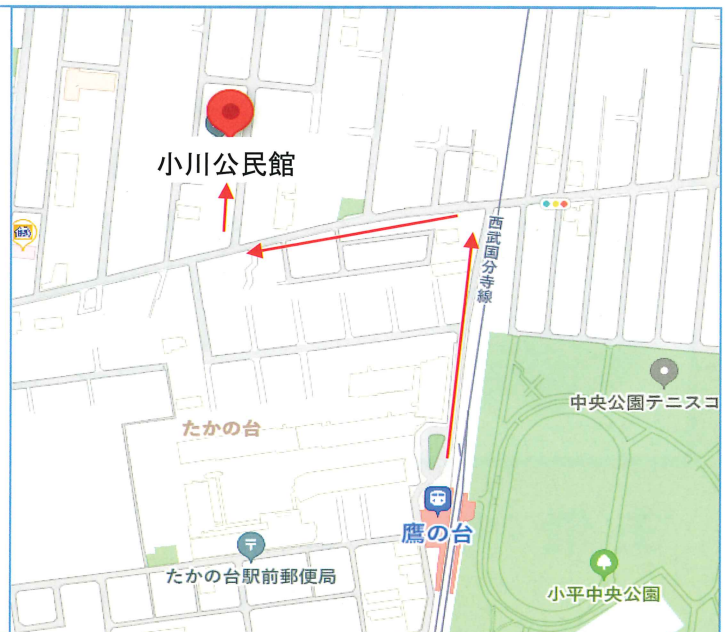 小川公民館
西武国分寺線
中央公園テニスコ
たかの台
鷹の台
たかの台駅前郵便局
小平中央公園